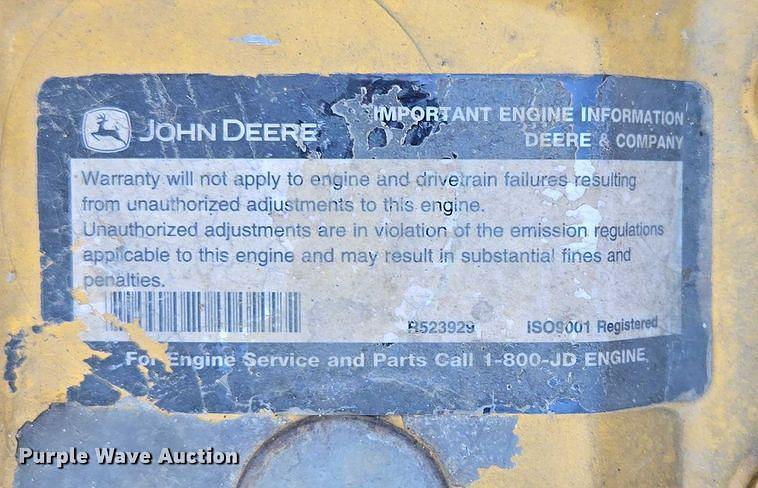 JOHN DEERE
IMPORTANT ENGINE INFORMATION
DEERE & COMPANY
Warranty will not apply to engine and drivetrain failures resulting
from unauthorized adjustments to this engine.
Unauthorized adjustments are in violation of the emission regulations
applicable to this engine and may result in substantial fines and
penalties.
R523929 ISO9001 Registered
For Engine Service and Parts Call 1-800-JD ENGINE
Purple Wave Auction